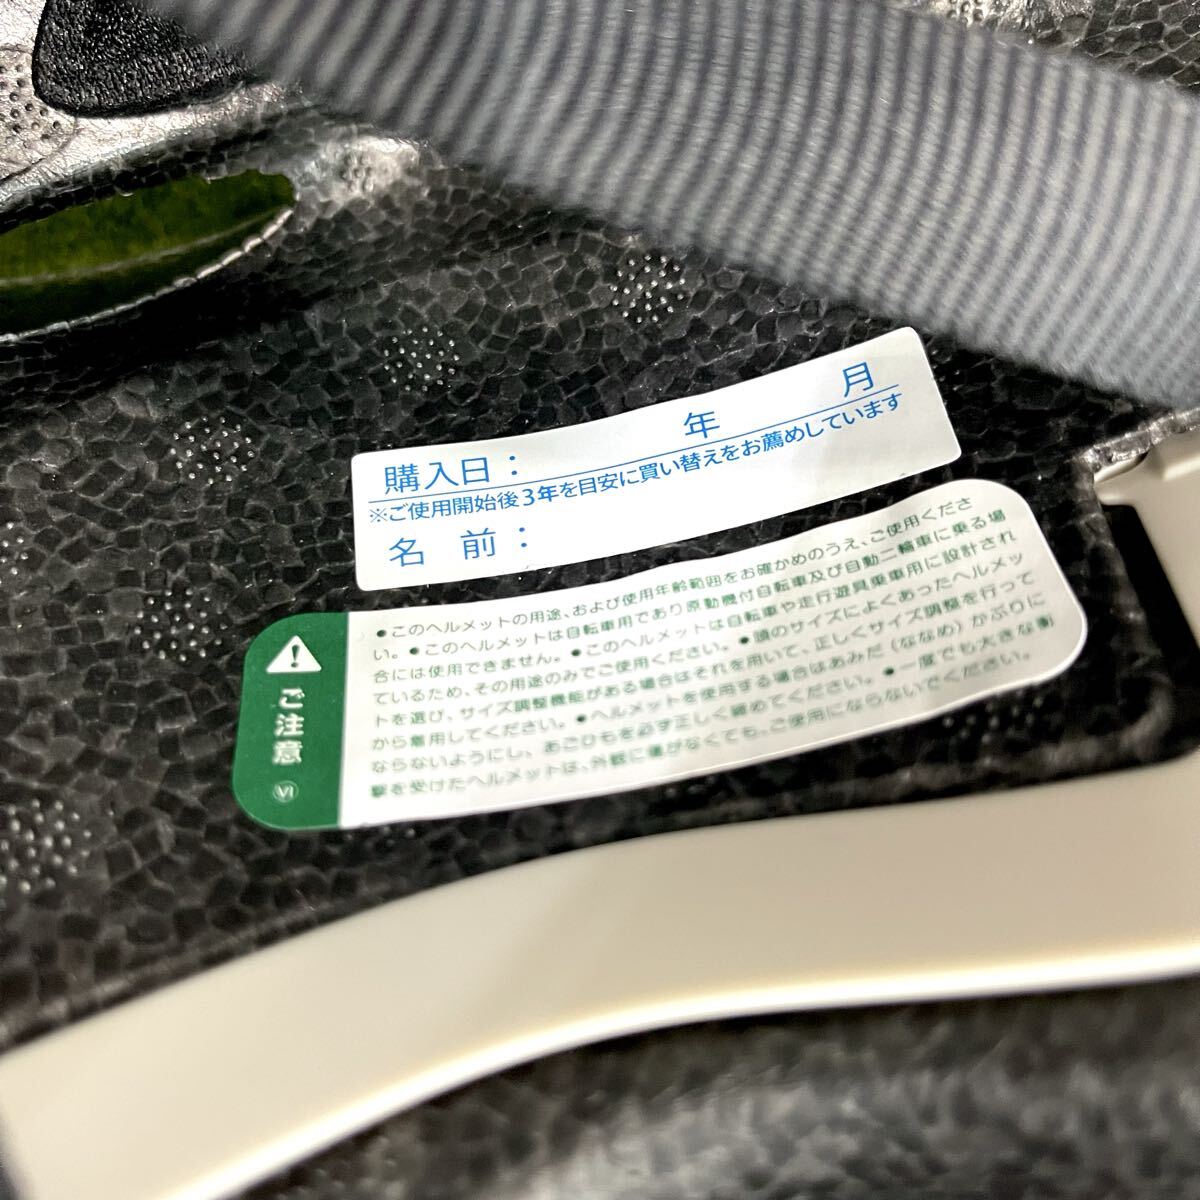 購入日： 年 月
※ご使用開始後3年を目安に買い替えをお薦めしています
名 前：
ご注意 Ⅵ
●このヘルメットの用途、および使用年齢範囲をお確かめのうえ、ご使用くださ
い。●このヘルメットは自転車用であり原動機付自転車及び自動二輪車に乗る場
合には使用できません。●このヘルメットは自転車や走行遊具乗車用に設計され
ているため、その用途のみでご使用ください。●頭のサイズによくあったヘルメッ
トを選び、サイズ調整機能がある場合はそれを用いて、正しくサイズ調整を行って
から着用してください。●ヘルメットを使用する場合はあみだ（ななめ）かぶりに
ならないようにし、あごひもを必ず正しく締めてください。●一度でも大きな衝
撃を受けたヘルメットは、外観に傷がなくても、ご使用にならないでください。